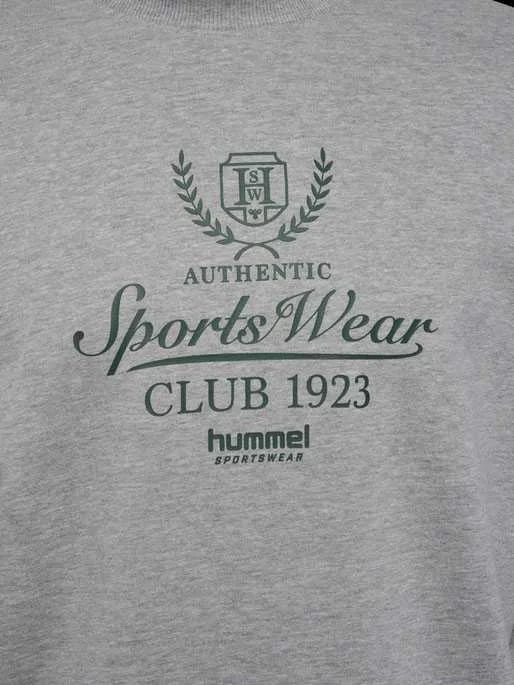 H
S
W
AUTHENTIC
SportsWear
CLUB 1923
hummel
SPORTSWEAR